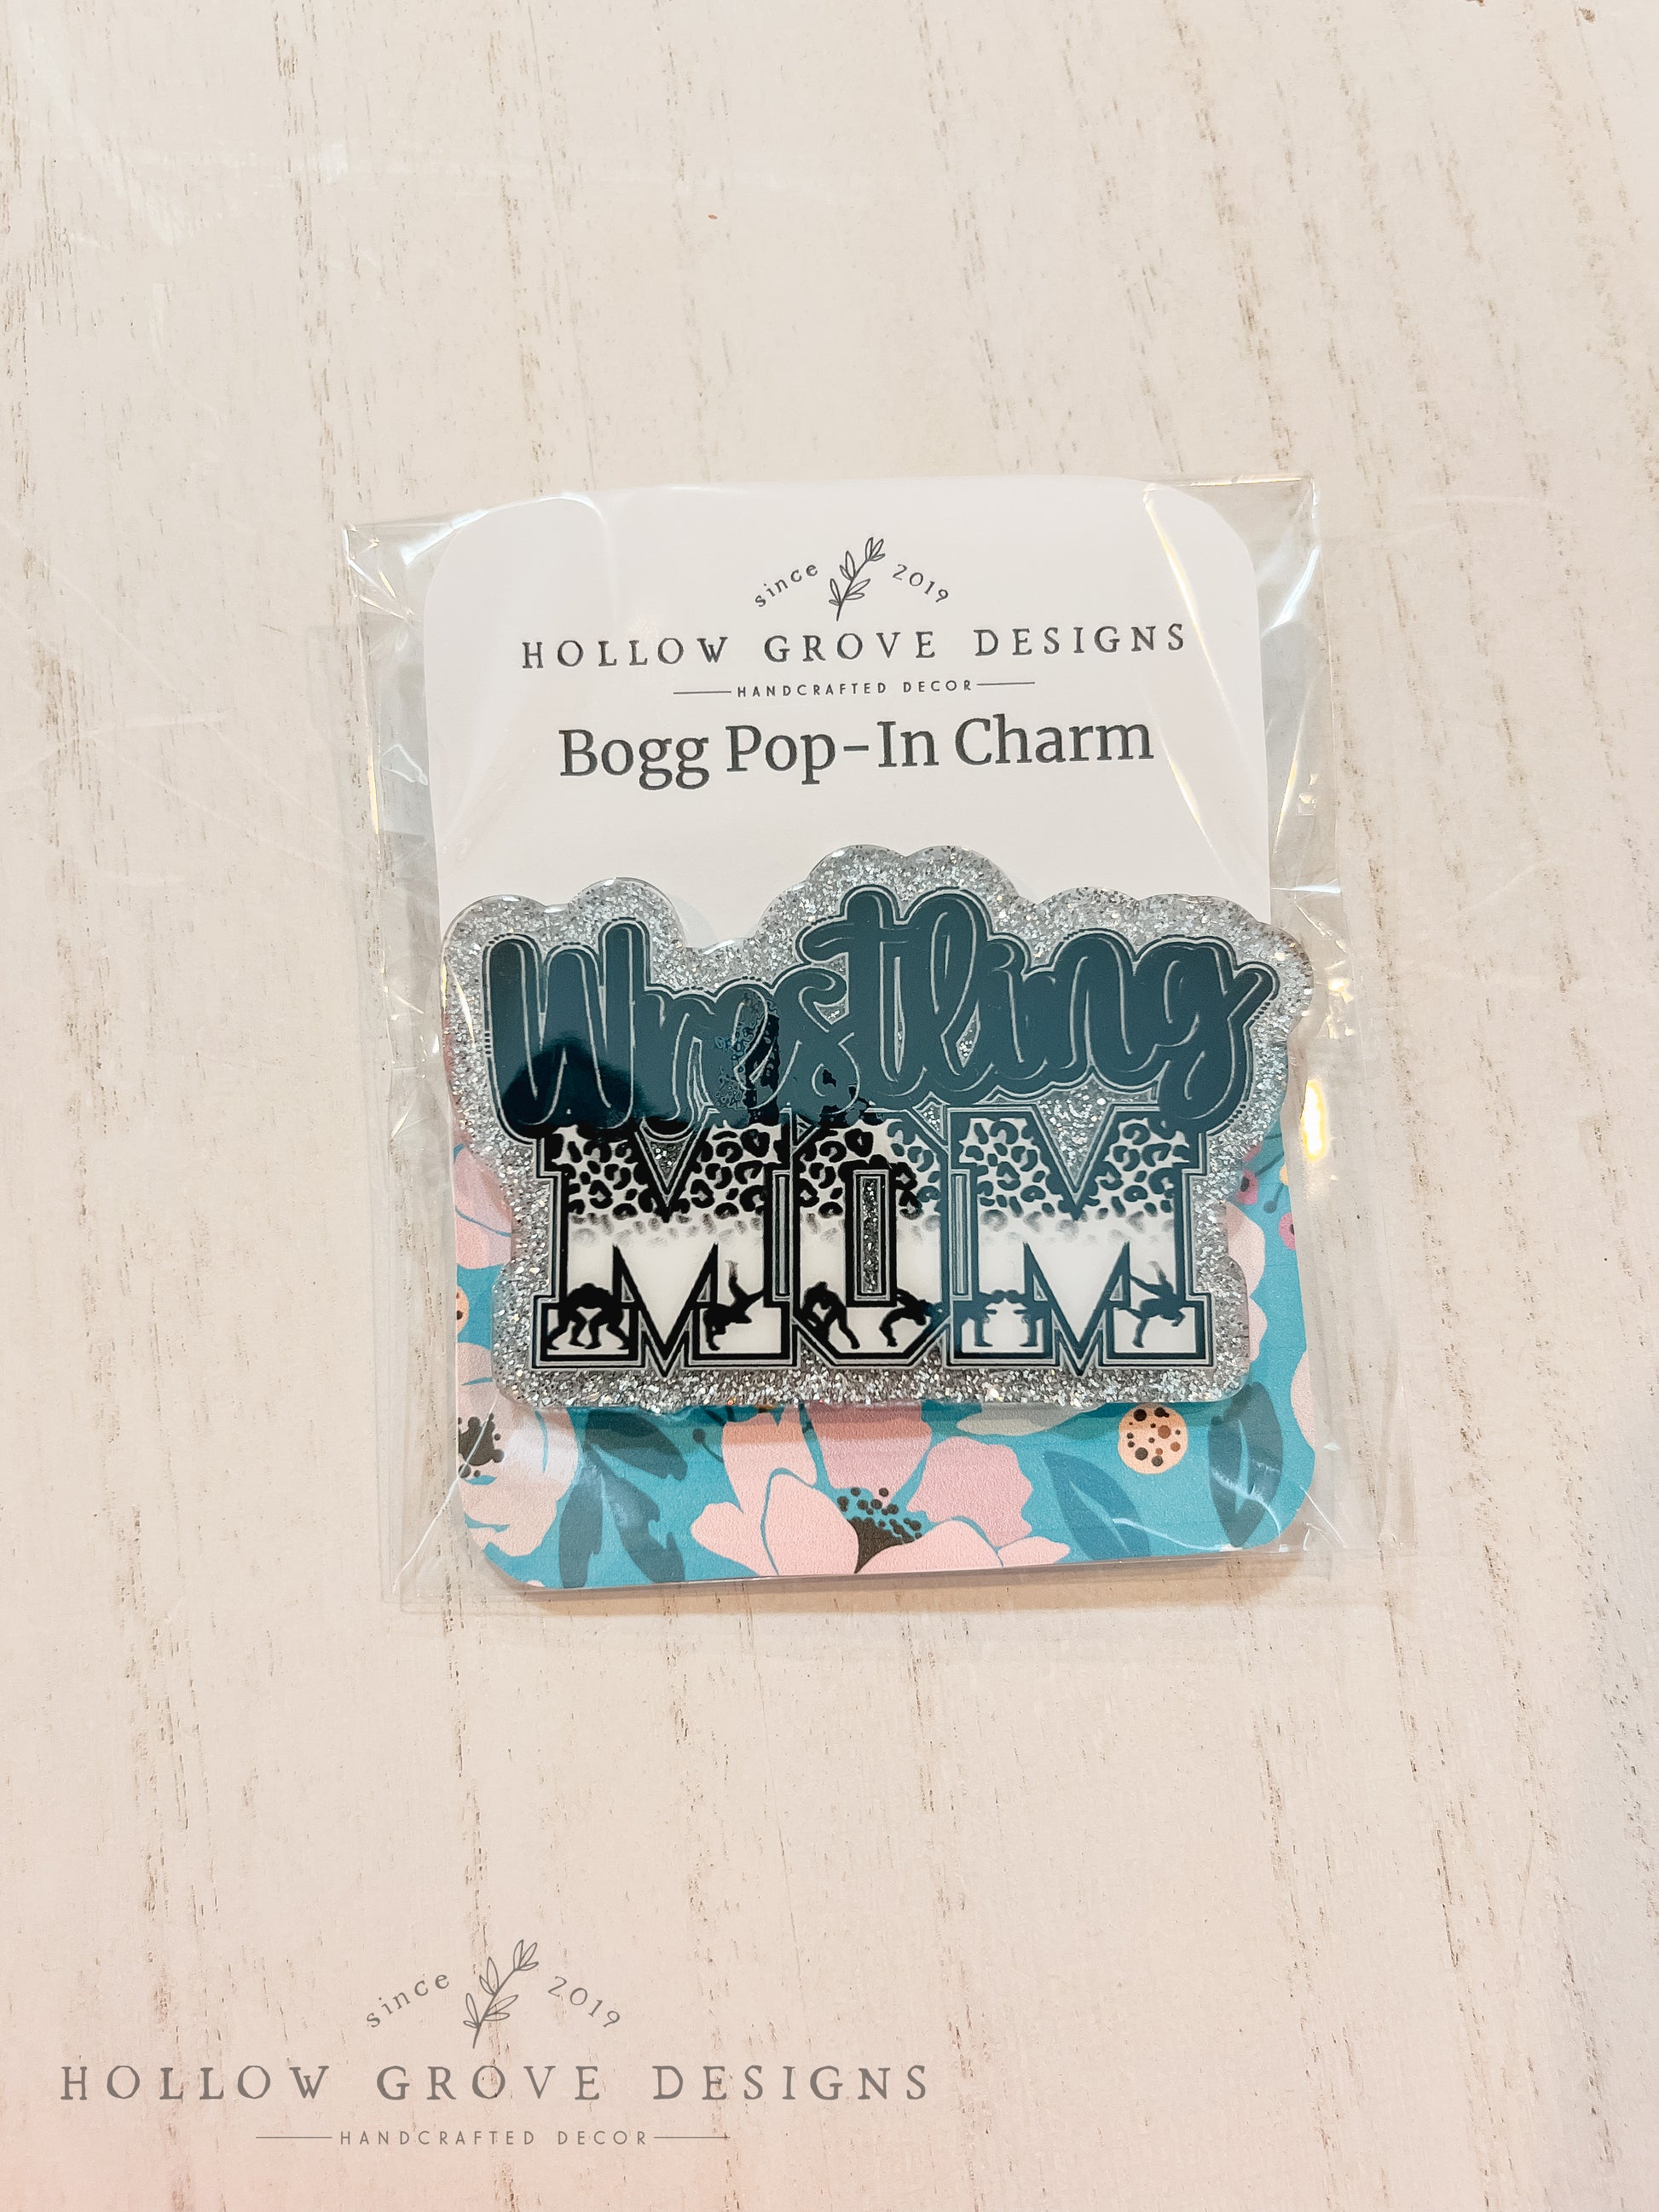 since 2019
HOLLOW GROVE DESIGNS
HANDCRAFTED DECOR
Bogg Pop-In Charm
Wrestling
MOM
since 2019
HOLLOW GROVE DESIGNS
HANDCRAFTED DECOR